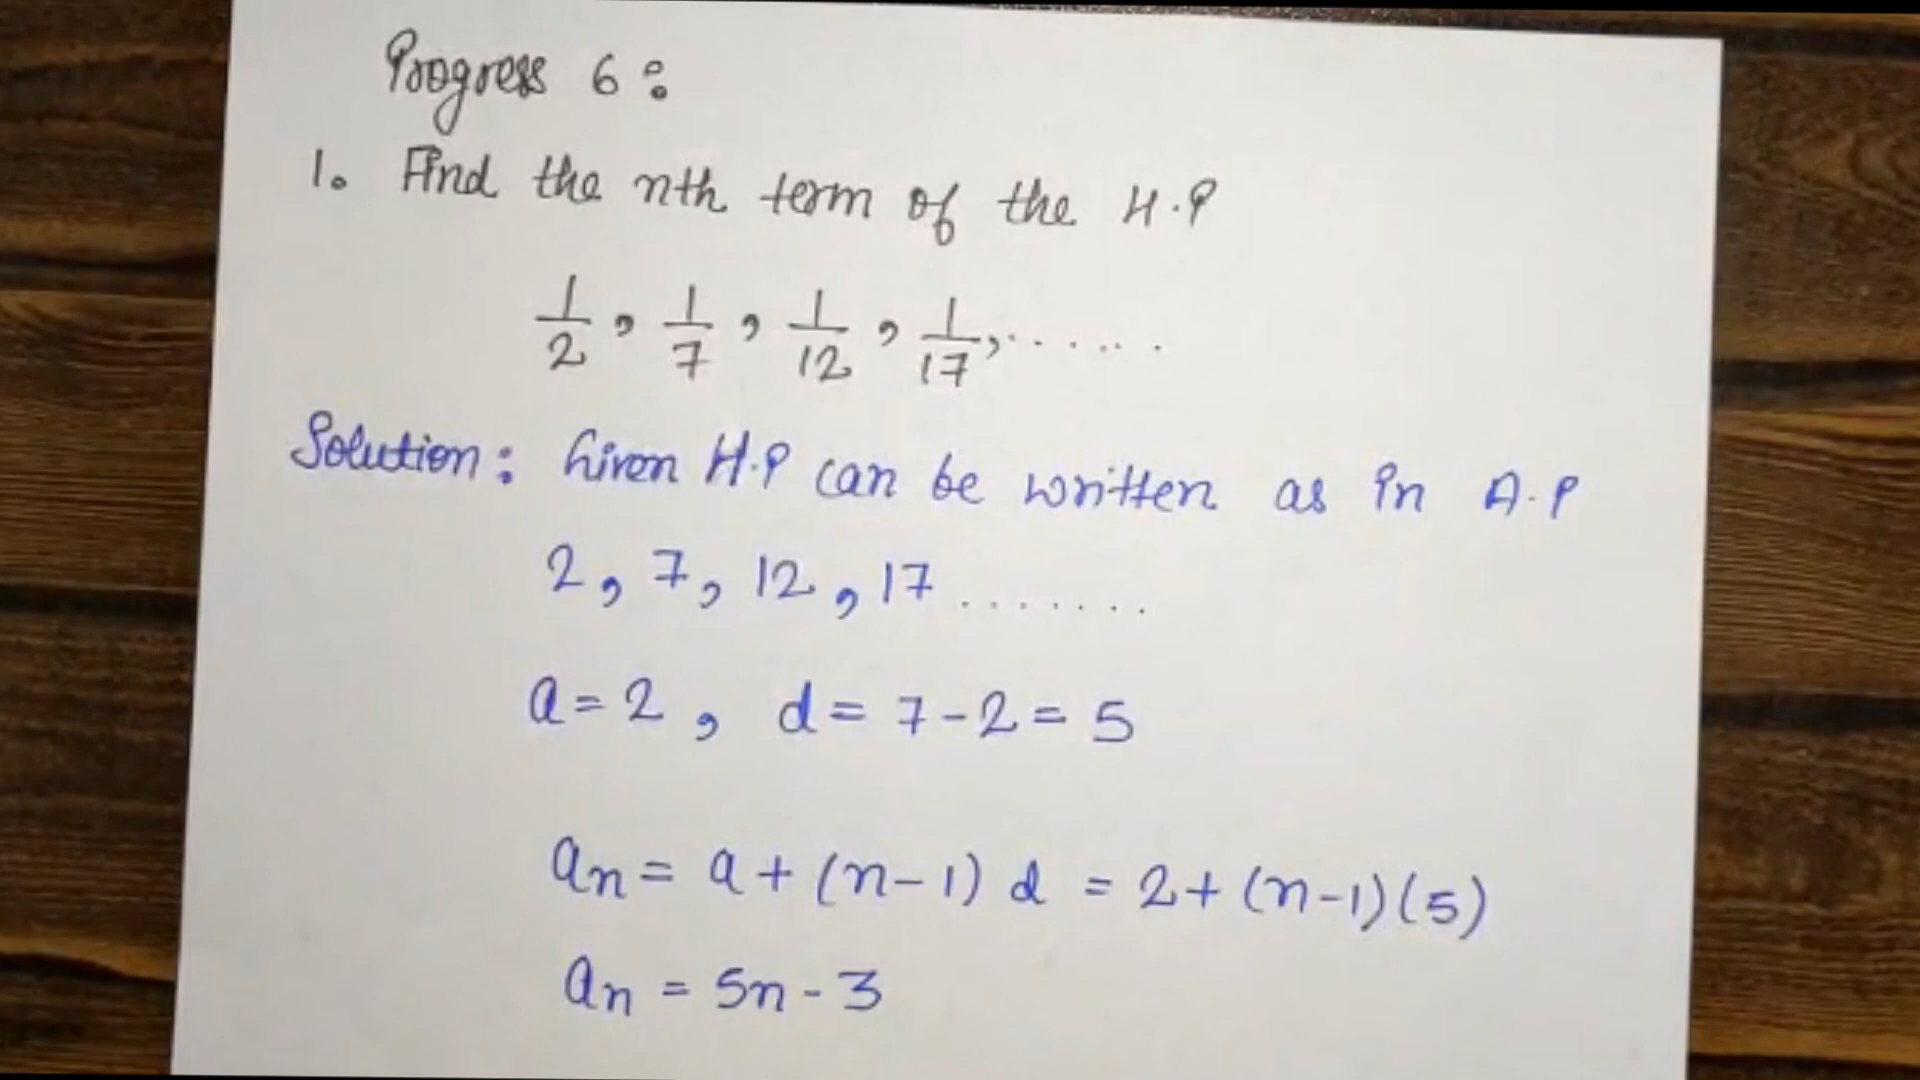 Progress 6:
1. Find the nth term of the H.P
1/2, 1/7, 1/12, 1/17,......
Solution: Given H.P can be written as in A.P
2, 7, 12, 17.......
a = 2, d = 7 - 2 = 5
an = a + (n-1) d = 2 + (n-1)(5)
an = 5n - 3